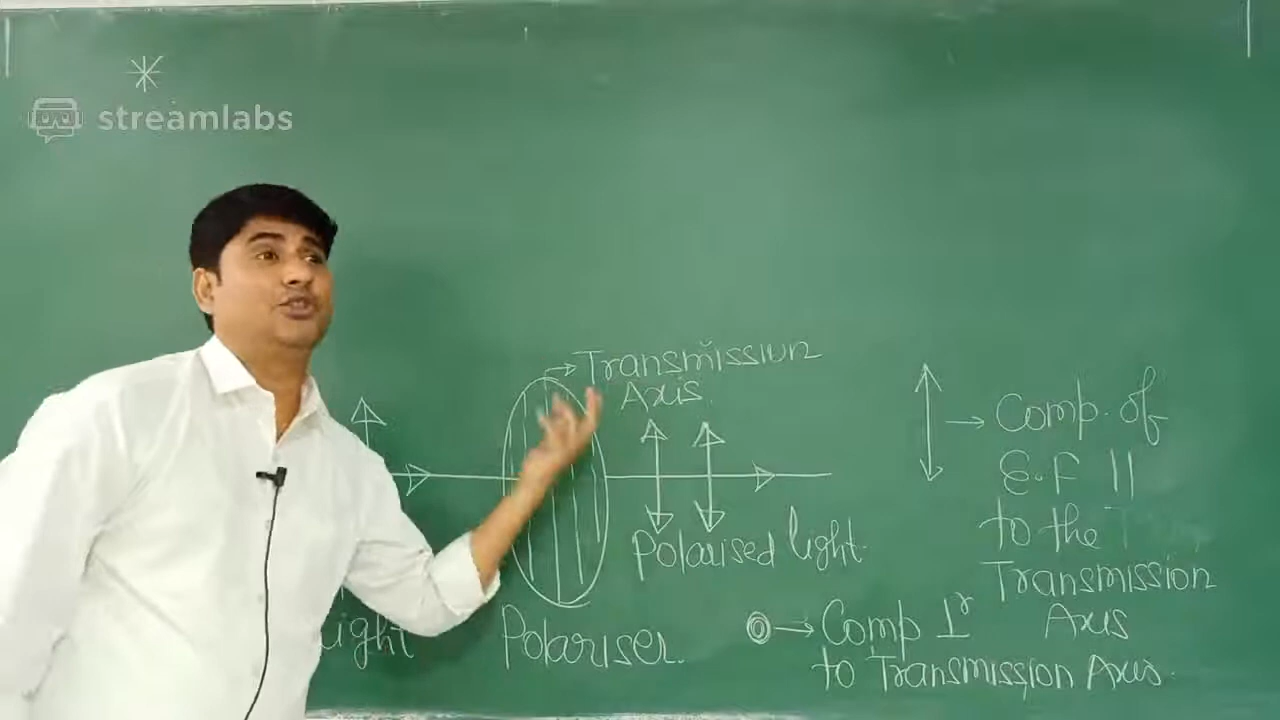 streamlabs
Transmission
Axis
Comp. of
E.F ||
to the
Transmission
Axis
Polarised light.
light
Polariser.
Comp ⊥r
to Transmission Axis.